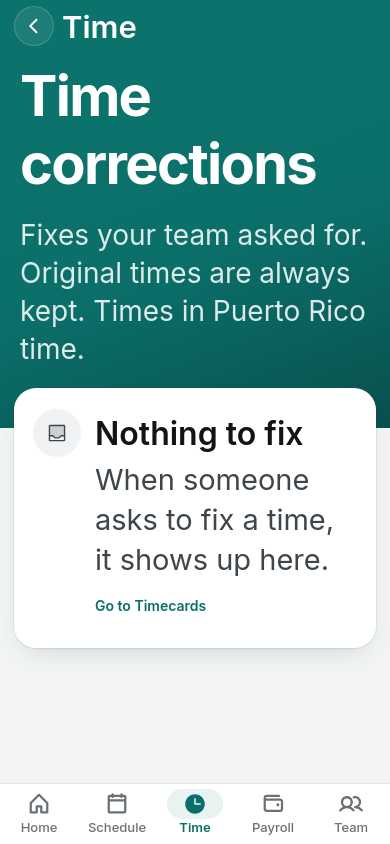 Time
Time
corrections
Fixes your team asked for.
Original times are always
kept. Times in Puerto Rico
time.
Nothing to fix
When someone
asks to fix a time,
it shows up here.
Go to Timecards
Home Schedule Time Payroll Team